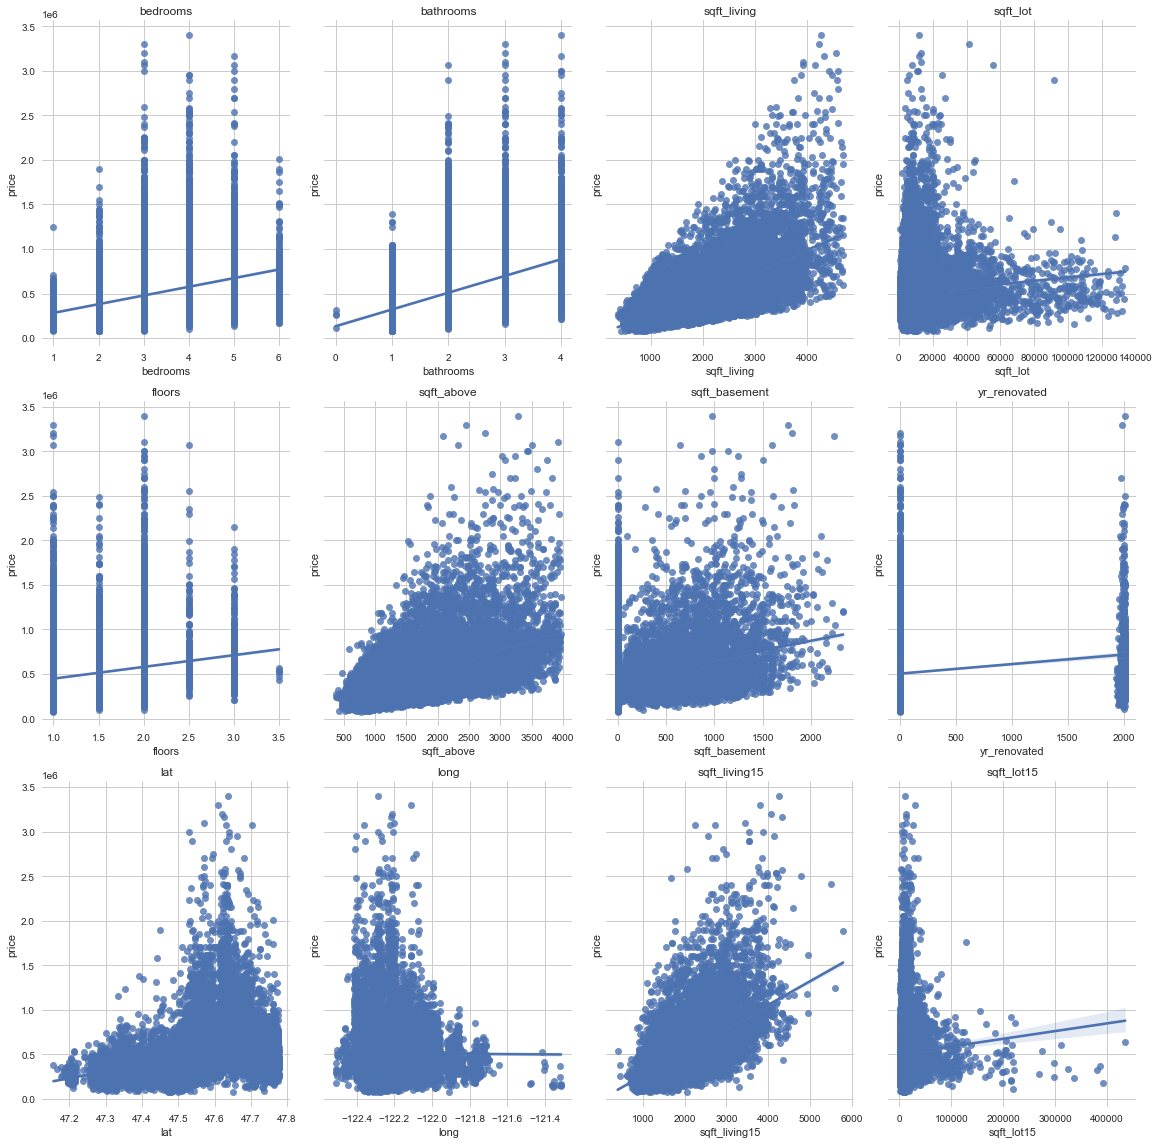 bedrooms bathrooms sqft_living sqft_lot
1e6
3.5
3.0
2.5
2.0
1.5
1.0
0.5
0.0
price price price price
1 2 3 4 5 6 0 1 2 3 4 1000 2000 3000 4000 0 20000 40000 60000 80000 100000 120000 140000
bedrooms bathrooms sqft_living sqft_lot
floors sqft_above sqft_basement yr_renovated
1e6
3.5
3.0
2.5
2.0
1.5
1.0
0.5
0.0
price price price price
1.0 1.5 2.0 2.5 3.0 3.5 500 1000 1500 2000 2500 3000 3500 4000 0 500 1000 1500 2000 0 500 1000 1500 2000
floors sqft_above sqft_basement yr_renovated
lat long sqft_living15 sqft_lot15
1e6
3.5
3.0
2.5
2.0
1.5
1.0
0.5
0.0
price price price price
47.2 47.3 47.4 47.5 47.6 47.7 47.8 −122.4 −122.2 −122.0 −121.8 −121.6 −121.4 1000 2000 3000 4000 5000 6000 0 100000 200000 300000 400000
lat long sqft_living15 sqft_lot15